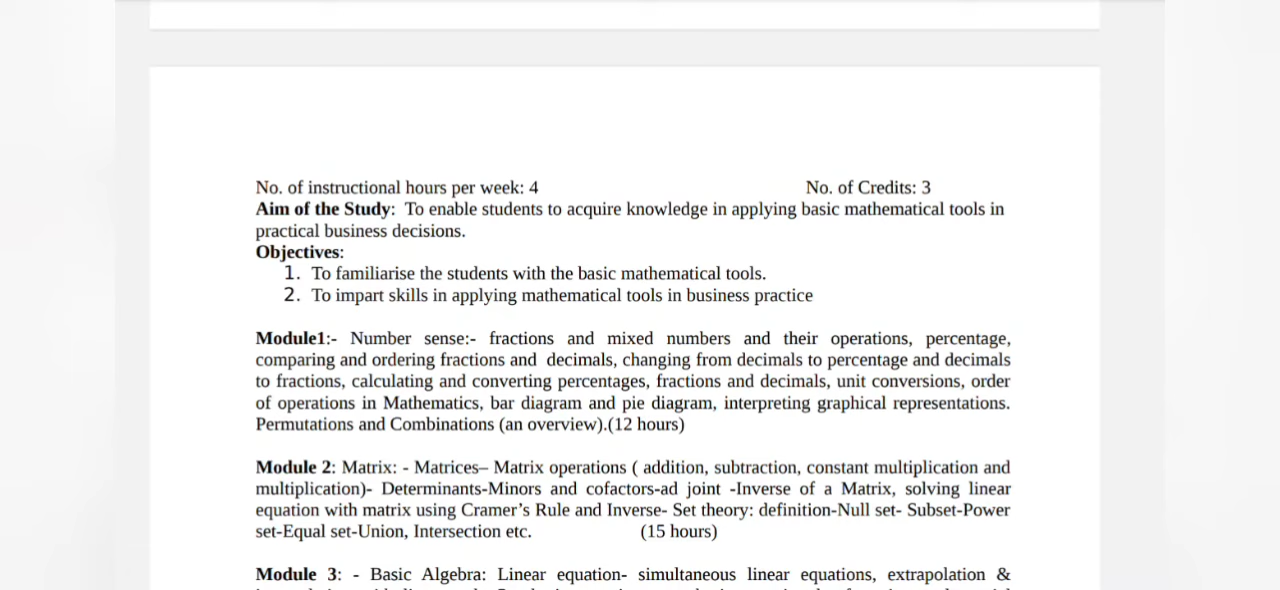 No. of instructional hours per week: 4 No. of Credits: 3
Aim of the Study: To enable students to acquire knowledge in applying basic mathematical tools in
practical business decisions.
Objectives:
1. To familiarise the students with the basic mathematical tools.
2. To impart skills in applying mathematical tools in business practice
Module1:- Number sense:- fractions and mixed numbers and their operations, percentage,
comparing and ordering fractions and decimals, changing from decimals to percentage and decimals
to fractions, calculating and converting percentages, fractions and decimals, unit conversions, order
of operations in Mathematics, bar diagram and pie diagram, interpreting graphical representations.
Permutations and Combinations (an overview).(12 hours)
Module 2: Matrix: - Matrices– Matrix operations ( addition, subtraction, constant multiplication and
multiplication)- Determinants-Minors and cofactors-ad joint -Inverse of a Matrix, solving linear
equation with matrix using Cramer’s Rule and Inverse- Set theory: definition-Null set- Subset-Power
set-Equal set-Union, Intersection etc. (15 hours)
Module 3: - Basic Algebra: Linear equation- simultaneous linear equations, extrapolation &